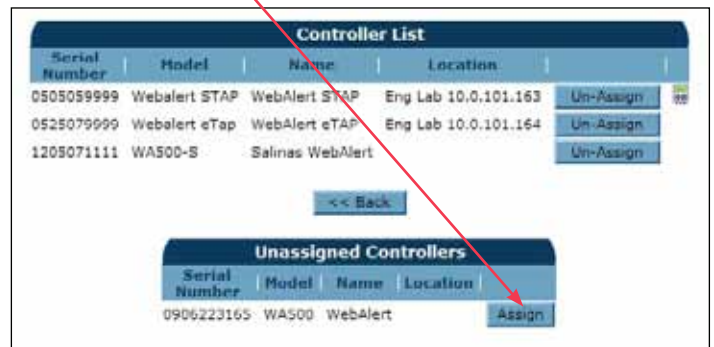 Controller List
Serial Number Model Name Location
0505059999 Webalert STAP WebAlert STAP Eng Lab 10.0.101.163 Un-Assign
0525079999 Webalert eTap WebAlert eTAP Eng Lab 10.0.101.164 Un-Assign
1205071111 WA500-S Salinas WebAlert Un-Assign
<< Back
Unassigned Controllers
Serial Number Model Name Location
0906223165 WA500 WebAlert Assign